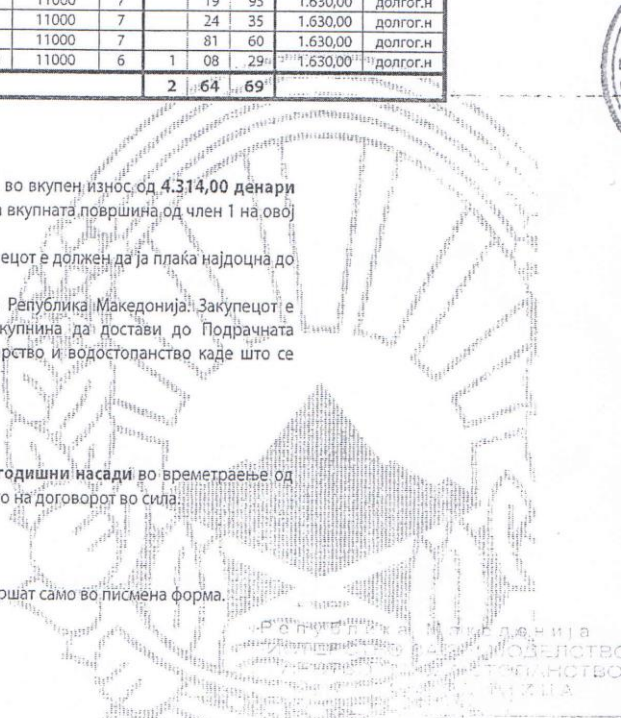 11000 7 19 95 1.630,00 долгог.н
11000 7 24 35 1.630,00 долгог.н
11000 7 81 60 1.630,00 долгог.н
11000 6 1 08 29 1.630,00 долгог.н
2 64 69
во вкупен износ од 4.314,00 денари
вкупната површина од член 1 на овој
ецот е должен да ја плаќа најдоцна до
Република Македонија. Закупецот е
купнина да достави до Подрачната
рство и водостопанство каде што се
годишни насади во времетраење од
о на договорот во сила.
ршат само во писмена форма.
Република Македонија